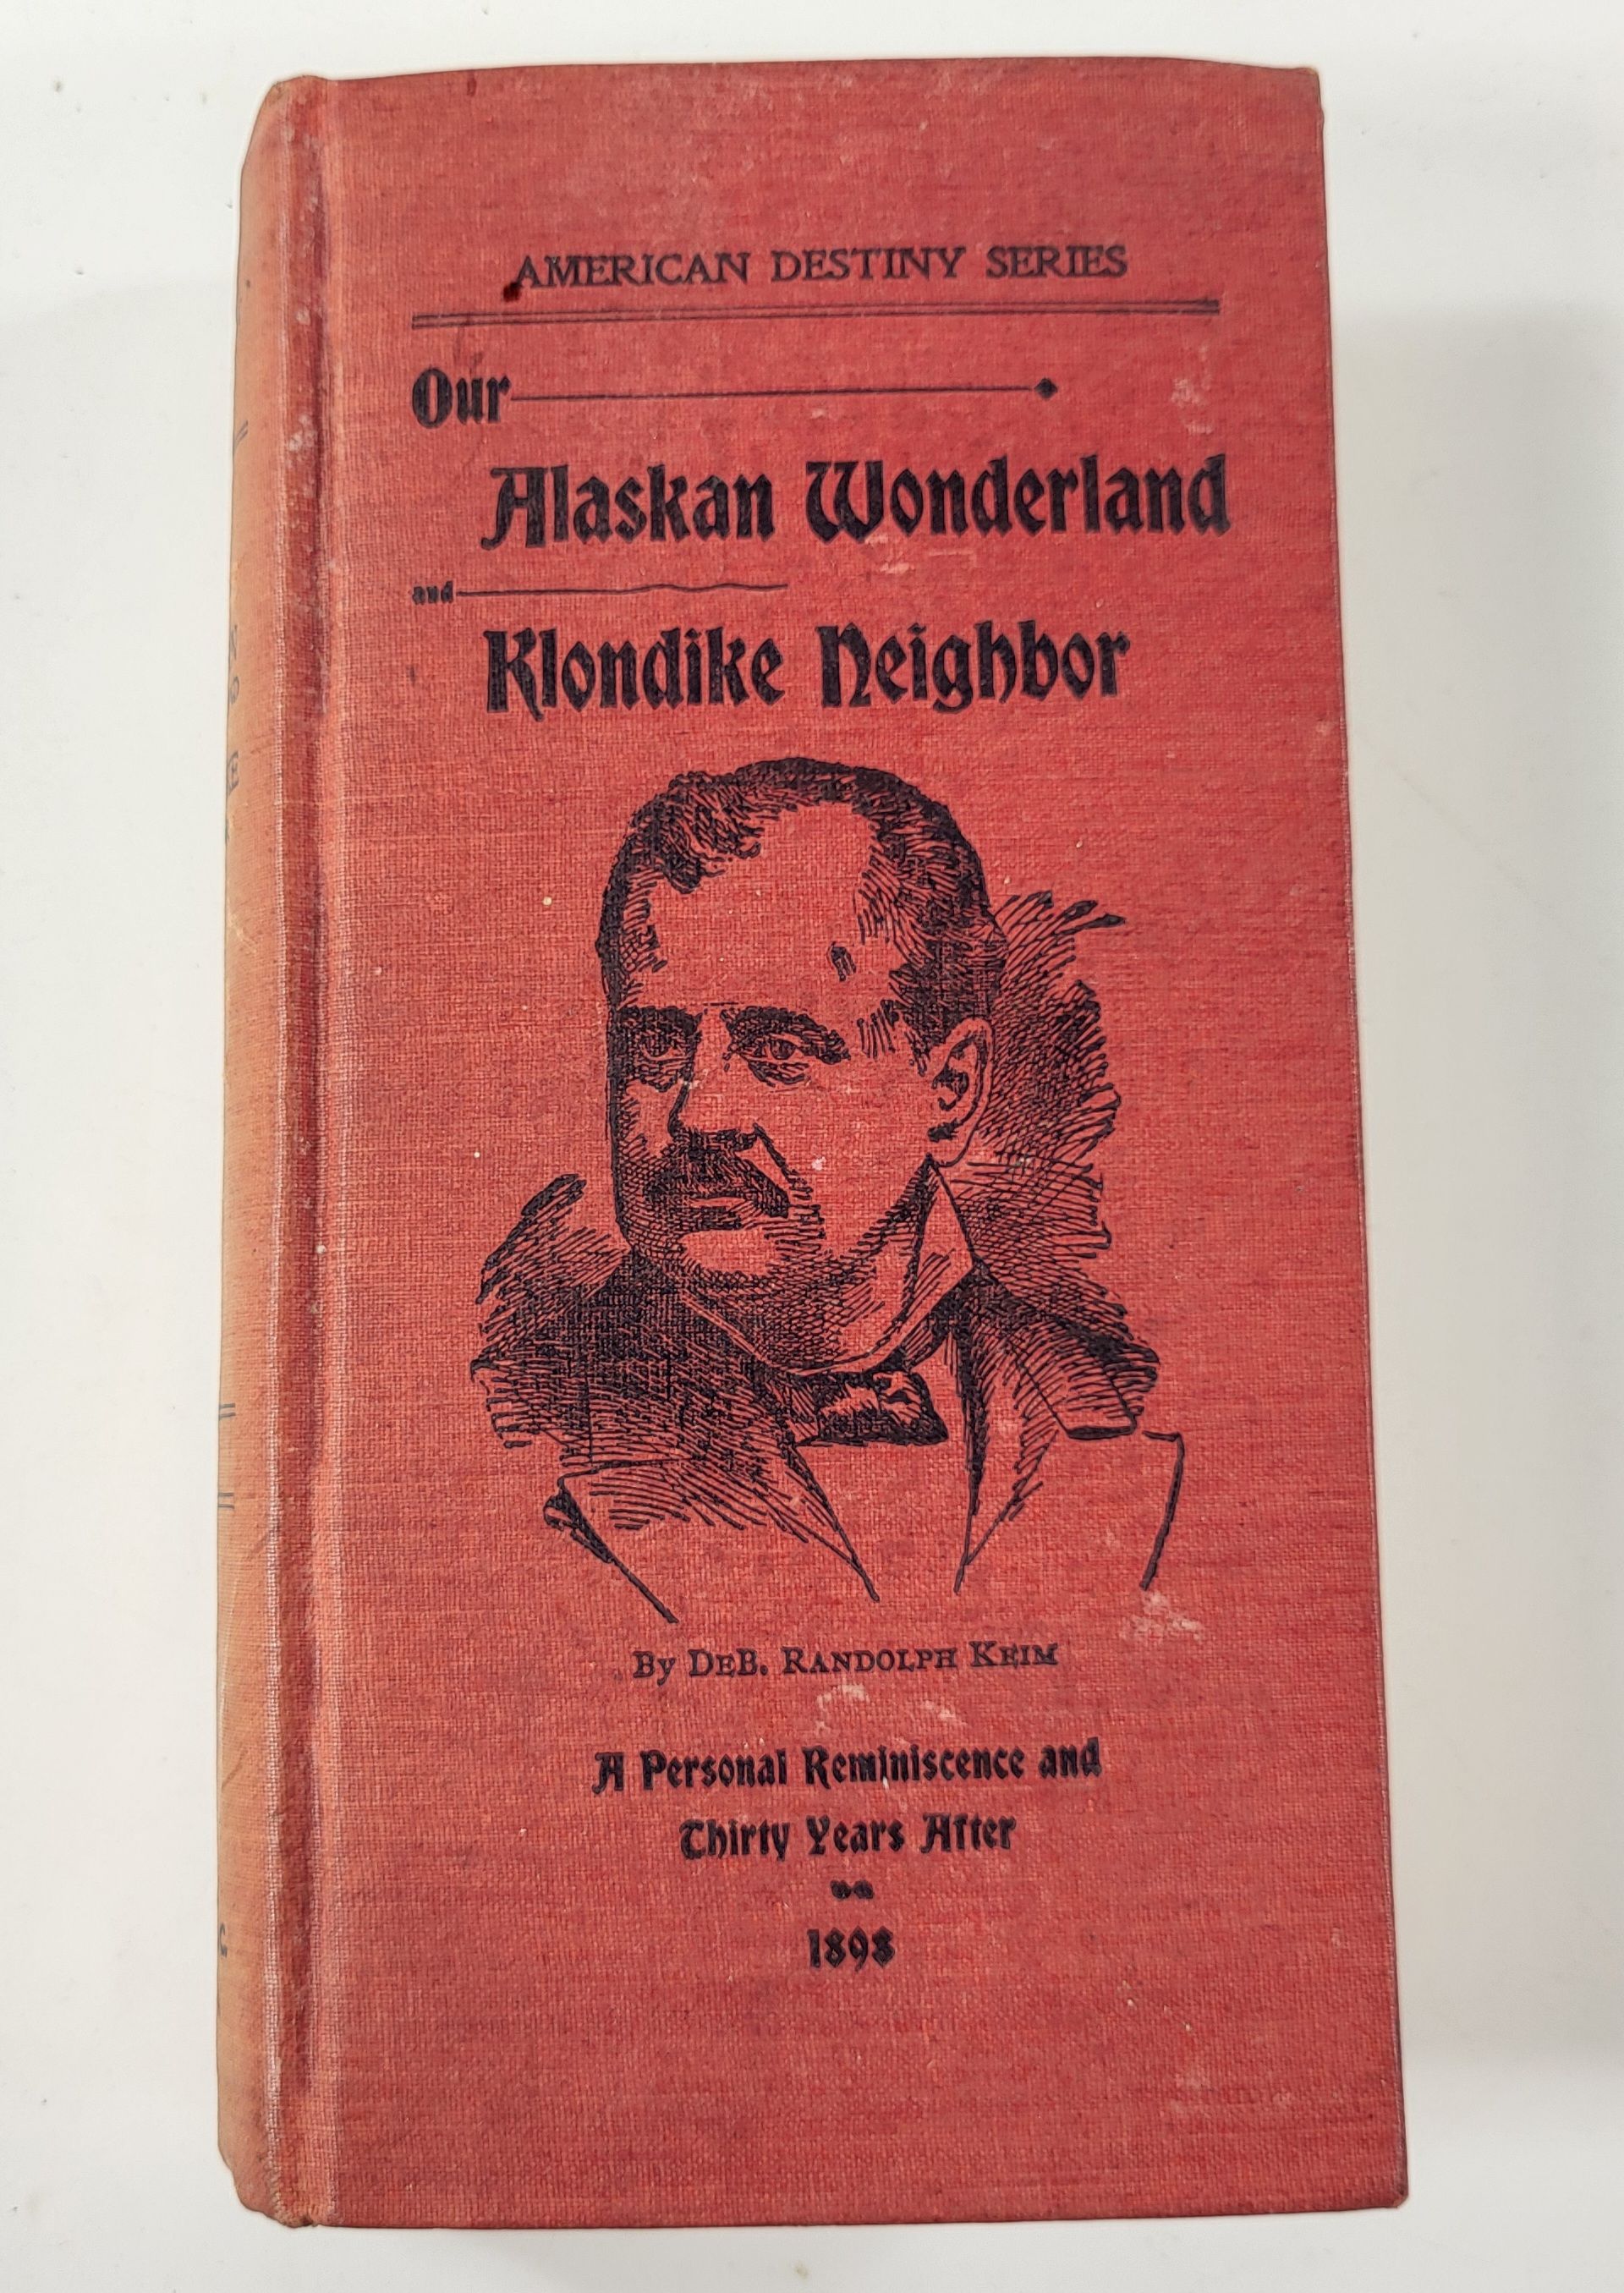 AMERICAN DESTINY SERIES
Our
Alaskan Wonderland
and
Klondike Neighbor
By DeB. RANDOLPH KEIM
A Personal Reminiscence and
Thirty Years After
1898